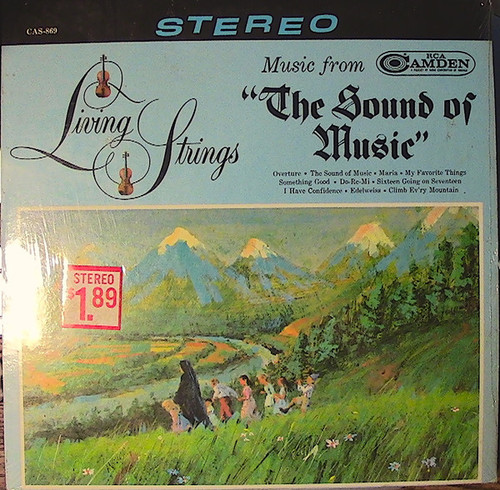 STEREO
CAS-869
Music from
RCA
CAMDEN
Living
Strings
"The Sound of
Music"
Overture • The Sound of Music • Maria • My Favorite Things
Something Good • Do-Re-Mi • Sixteen Going on Seventeen
I Have Confidence • Edelweiss • Climb Ev'ry Mountain
STEREO
$1.89